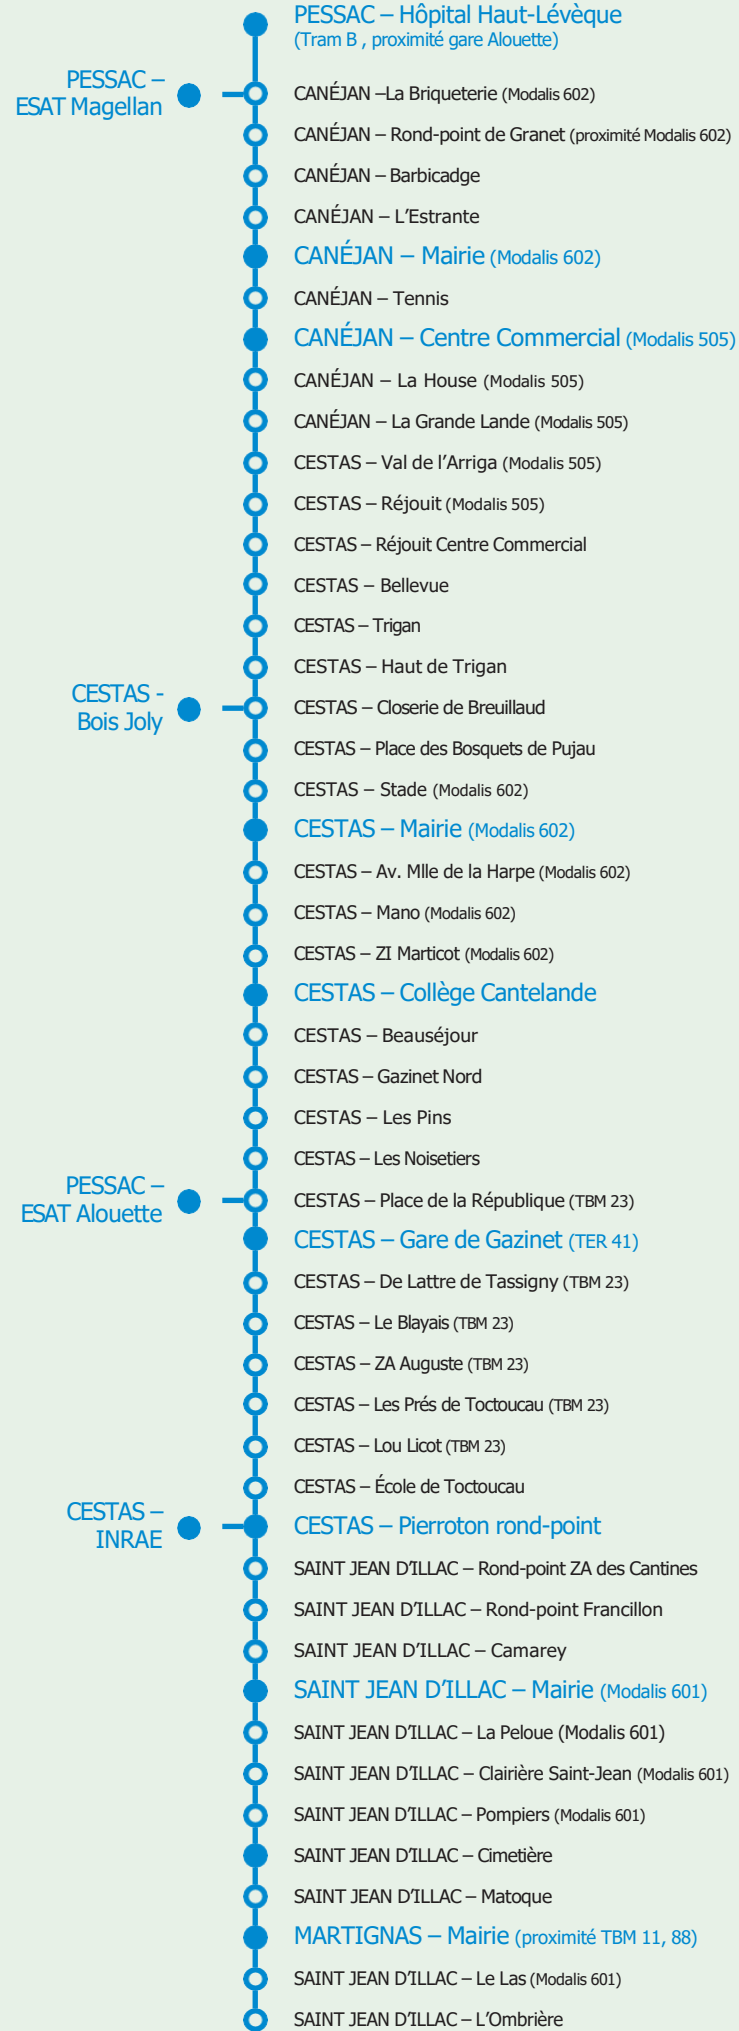 PESSAC – Hôpital Haut-Lévèque
(Tram B , proximité gare Alouette)
PESSAC –
ESAT Magellan
CANÉJAN –La Briqueterie (Modalis 602)
CANÉJAN – Rond-point de Granet (proximité Modalis 602)
CANÉJAN – Barbicadge
CANÉJAN – L’Estrante
CANÉJAN – Mairie (Modalis 602)
CANÉJAN – Tennis
CANÉJAN – Centre Commercial (Modalis 505)
CANÉJAN – La House (Modalis 505)
CANÉJAN – La Grande Lande (Modalis 505)
CESTAS – Val de l’Arriga (Modalis 505)
CESTAS – Réjouit (Modalis 505)
CESTAS – Réjouit Centre Commercial
CESTAS – Bellevue
CESTAS – Trigan
CESTAS – Haut de Trigan
CESTAS -
Bois Joly
CESTAS – Closerie de Breuillaud
CESTAS – Place des Bosquets de Pujau
CESTAS – Stade (Modalis 602)
CESTAS – Mairie (Modalis 602)
CESTAS – Av. Mlle de la Harpe (Modalis 602)
CESTAS – Mano (Modalis 602)
CESTAS – ZI Marticot (Modalis 602)
CESTAS – Collège Cantelande
CESTAS – Beauséjour
CESTAS – Gazinet Nord
CESTAS – Les Pins
CESTAS – Les Noisetiers
PESSAC –
ESAT Alouette
CESTAS – Place de la République (TBM 23)
CESTAS – Gare de Gazinet (TER 41)
CESTAS – De Lattre de Tassigny (TBM 23)
CESTAS – Le Blayais (TBM 23)
CESTAS – ZA Auguste (TBM 23)
CESTAS – Les Prés de Toctoucau (TBM 23)
CESTAS – Lou Licot (TBM 23)
CESTAS – École de Toctoucau
CESTAS –
INRAE
CESTAS – Pierroton rond-point
SAINT JEAN D’ILLAC – Rond-point ZA des Cantines
SAINT JEAN D’ILLAC – Rond-point Francillon
SAINT JEAN D’ILLAC – Camarey
SAINT JEAN D’ILLAC – Mairie (Modalis 601)
SAINT JEAN D’ILLAC – La Peloue (Modalis 601)
SAINT JEAN D’ILLAC – Clairière Saint-Jean (Modalis 601)
SAINT JEAN D’ILLAC – Pompiers (Modalis 601)
SAINT JEAN D’ILLAC – Cimetière
SAINT JEAN D’ILLAC – Matoque
MARTIGNAS – Mairie (proximité TBM 11, 88)
SAINT JEAN D’ILLAC – Le Las (Modalis 601)
SAINT JEAN D’ILLAC – L’Ombrière